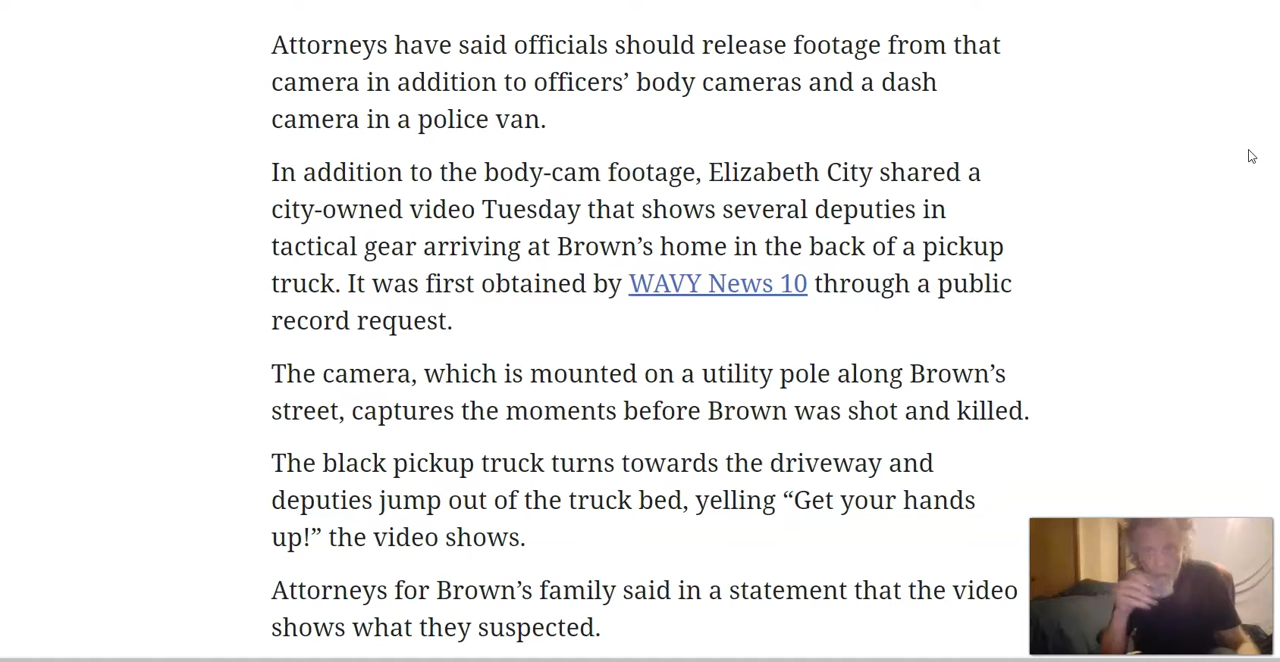 Attorneys have said officials should release footage from that
camera in addition to officers’ body cameras and a dash
camera in a police van.
In addition to the body-cam footage, Elizabeth City shared a
city-owned video Tuesday that shows several deputies in
tactical gear arriving at Brown’s home in the back of a pickup
truck. It was first obtained by WAVY News 10 through a public
record request.
The camera, which is mounted on a utility pole along Brown’s
street, captures the moments before Brown was shot and killed.
The black pickup truck turns towards the driveway and
deputies jump out of the truck bed, yelling “Get your hands
up!” the video shows.
Attorneys for Brown’s family said in a statement that the video
shows what they suspected.